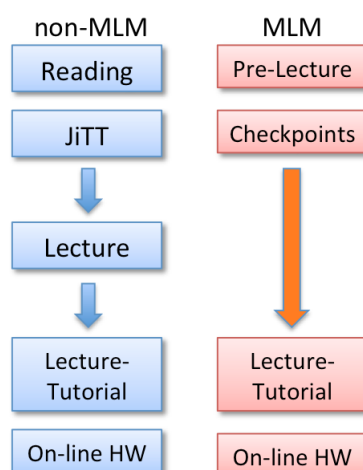 non-MLM
Reading
JiTT
Lecture
Lecture-
Tutorial
On-line HW
MLM
Pre-Lecture
Checkpoints
Lecture-
Tutorial
On-line HW